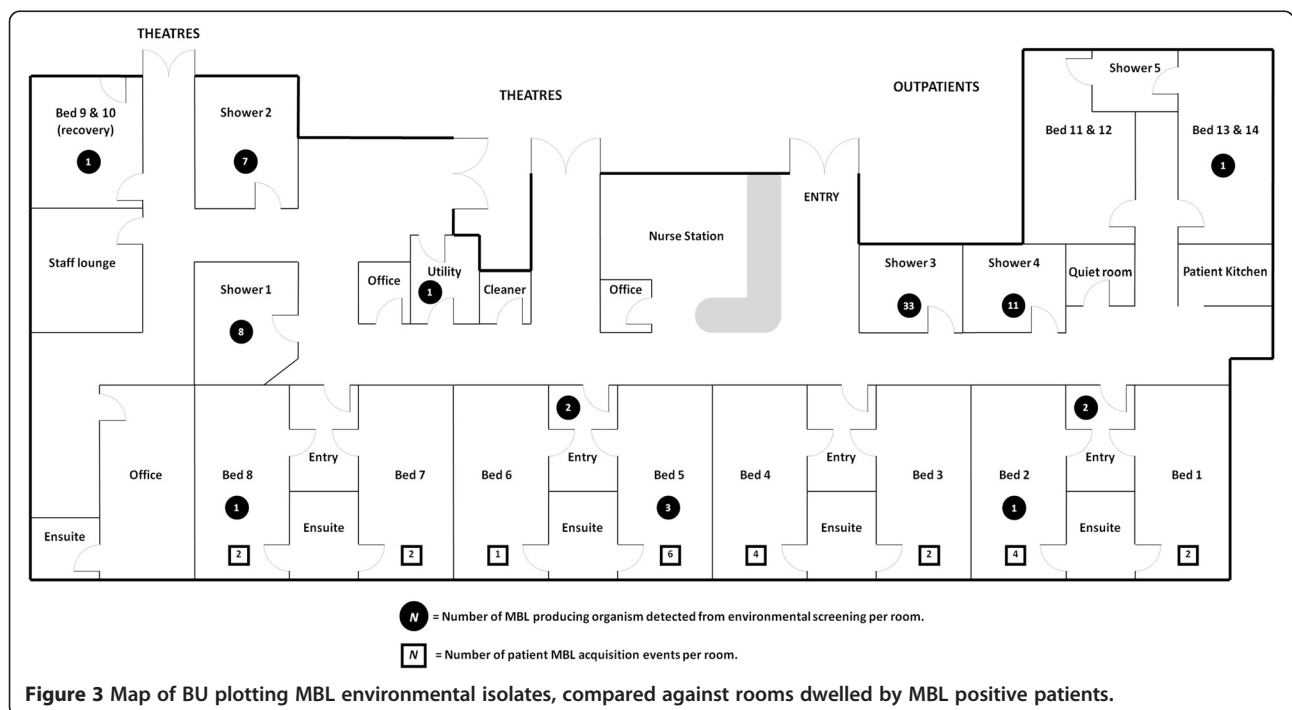 THEATRES
THEATRES
OUTPATIENTS
Shower 5
Bed 9 & 10
(recovery)
1
Shower 2
7
Bed 11 & 12
Bed 13 & 14
1
ENTRY
Nurse Station
Staff lounge
Shower 1
8
Office
Utility
1
Cleaner
Office
Shower 3
33
Shower 4
11
Quiet room
Patient Kitchen
2
2
Office
Bed 8
1
2
Entry
Ensuite
Bed 7
2
Bed 6
1
Entry
Ensuite
Bed 5
3
6
Bed 4
4
Entry
Ensuite
Bed 3
2
Bed 2
1
4
Entry
Ensuite
Bed 1
2
Ensuite
N = Number of MBL producing organism detected from environmental screening per room.
N = Number of patient MBL acquisition events per room.
Figure 3 Map of BU plotting MBL environmental isolates, compared against rooms dwelled by MBL positive patients.